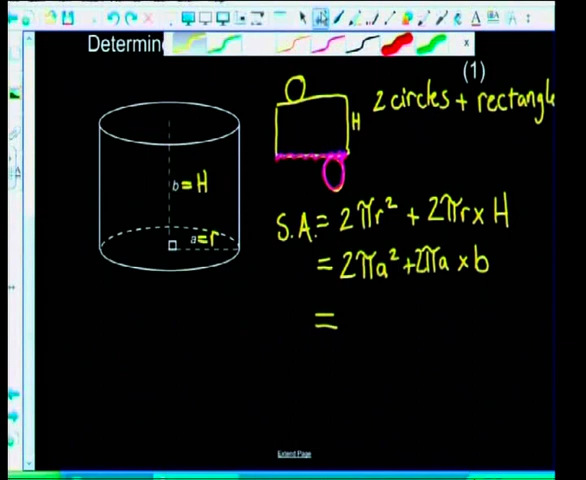 Determin
(1)
2 circles + rectangle
H
b = H
a = r
S.A. = 2πr² + 2πr × H
= 2πa² + 2πa × b
=
Extend Page